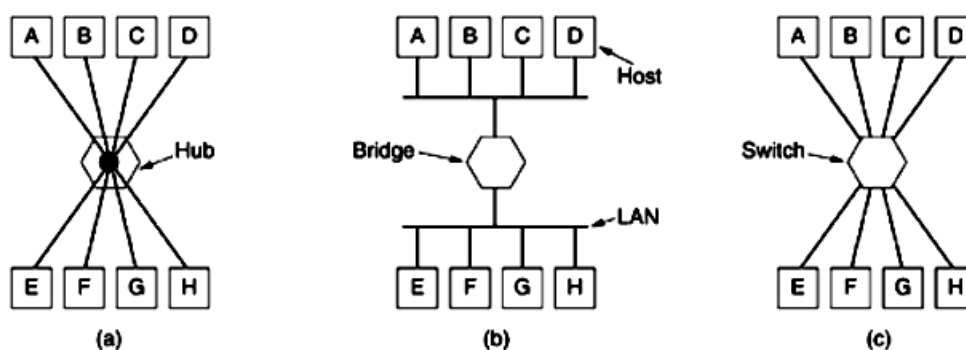 A B C D
Hub
E F G H
(a)
A B C D
Host
Bridge
LAN
E F G H
(b)
A B C D
Switch
E F G H
(c)